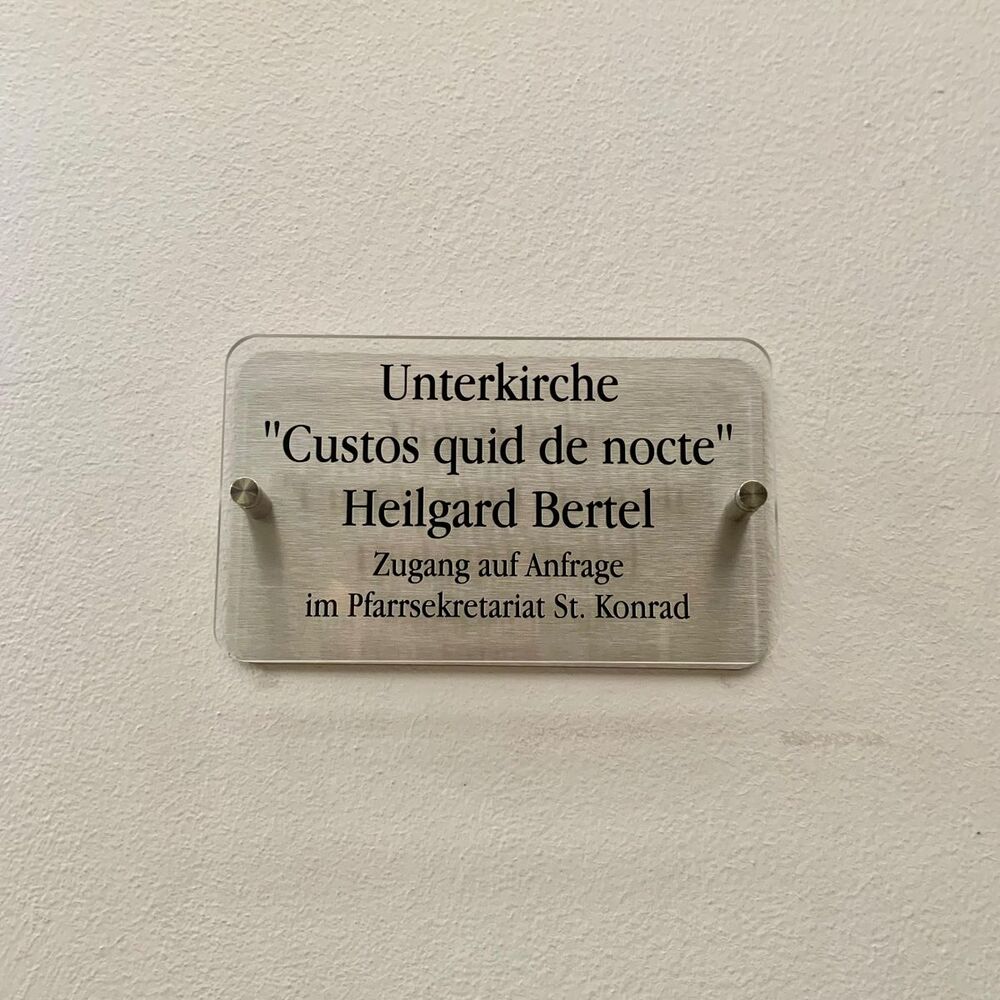 Unterkirche
"Custos quid de nocte"
Heilgard Bertel
Zugang auf Anfrage
im Pfarrsekretariat St. Konrad